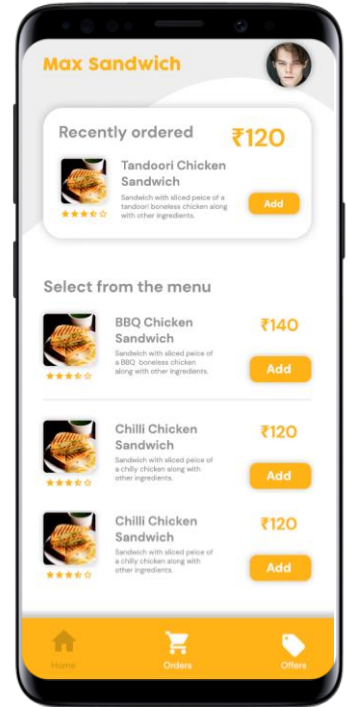 Max Sandwich
Recently ordered
₹120
Tandoori Chicken
Sandwich
Sandwich with sliced peice of a
tandoori boneless chicken along
with other ingredients.
Add
Select from the menu
BBQ Chicken
Sandwich
₹140
Sandwich with sliced peice of
a BBQ boneless chicken
along with other ingredients.
Add
Chilli Chicken
Sandwich
₹120
Sandwich with sliced peice of
a chilly chicken along with
other ingredients.
Add
Chilli Chicken
Sandwich
₹120
Sandwich with sliced peice of
a chilly chicken along with
other ingredients.
Add
Home
Orders
Offers